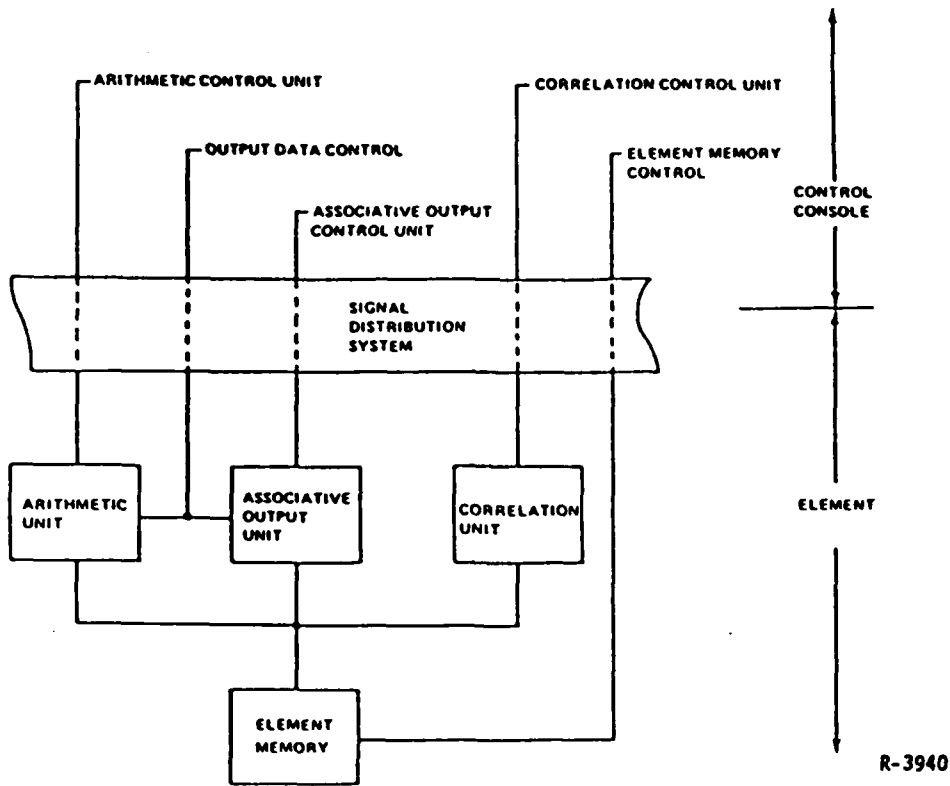 ARITHMETIC CONTROL UNIT
CORRELATION CONTROL UNIT
OUTPUT DATA CONTROL
ELEMENT MEMORY
CONTROL
ASSOCIATIVE OUTPUT
CONTROL UNIT
CONTROL
CONSOLE
SIGNAL
DISTRIBUTION
SYSTEM
ARITHMETIC
UNIT
ASSOCIATIVE
OUTPUT
UNIT
CORRELATION
UNIT
ELEMENT
ELEMENT
MEMORY
R-3940